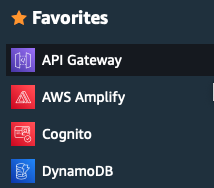 Favorites
API Gateway
AWS Amplify
Cognito
DynamoDB